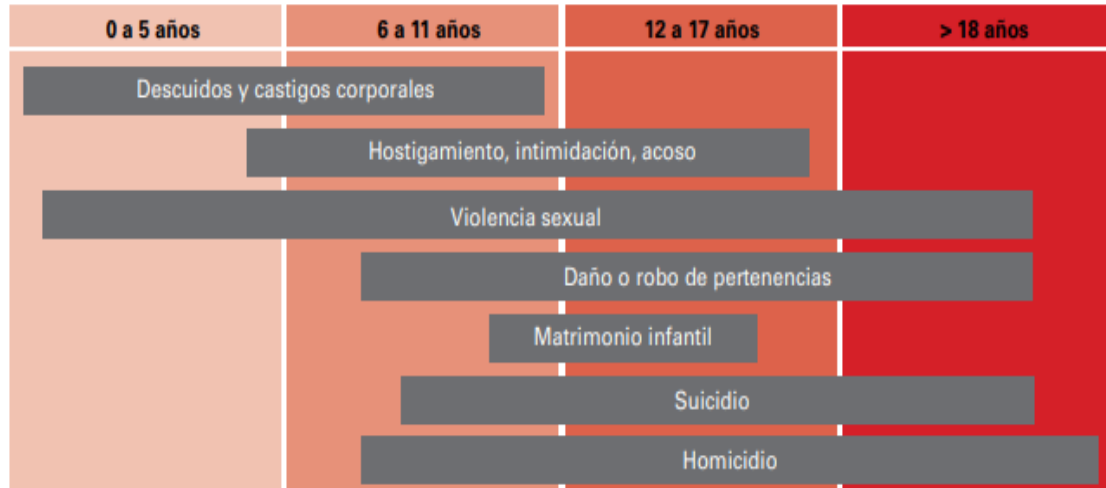 0 a 5 años
6 a 11 años
12 a 17 años
> 18 años
Descuidos y castigos corporales
Hostigamiento, intimidación, acoso
Violencia sexual
Daño o robo de pertenencias
Matrimonio infantil
Suicidio
Homicidio